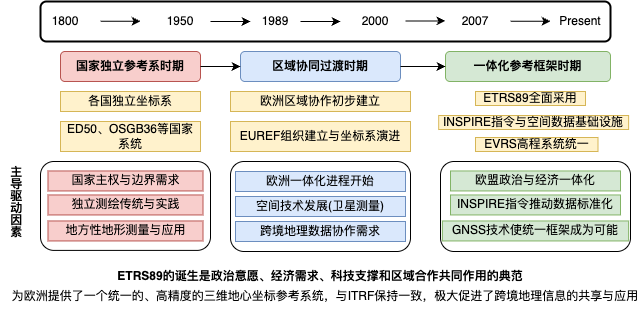 1800 1950 1989 2000 2007 Present
国家独立参考系时期 区域协同过渡时期 一体化参考框架时期
各国独立坐标系 欧洲区域协作初步建立 ETRS89全面采用
INSPIRE指令与空间数据基础设施
ED50、OSGB36等国家
系统
EUREF组织建立与坐标系演进
EVRS高程系统统一
主导驱动因素
国家主权与边界需求 欧洲一体化进程开始 欧盟政治与经济一体化
独立测绘传统与实践 空间技术发展(卫星测量) INSPIRE指令推动数据标准化
地方性地形测量与应用 跨境地理数据协作需求 GNSS技术使统一框架成为可能
ETRS89的诞生是政治意愿、经济需求、科技支撑和区域合作共同作用的典范
为欧洲提供了一个统一的、高精度的三维地心坐标参考系统，与ITRF保持一致，极大促进了跨境地理信息的共享与应用